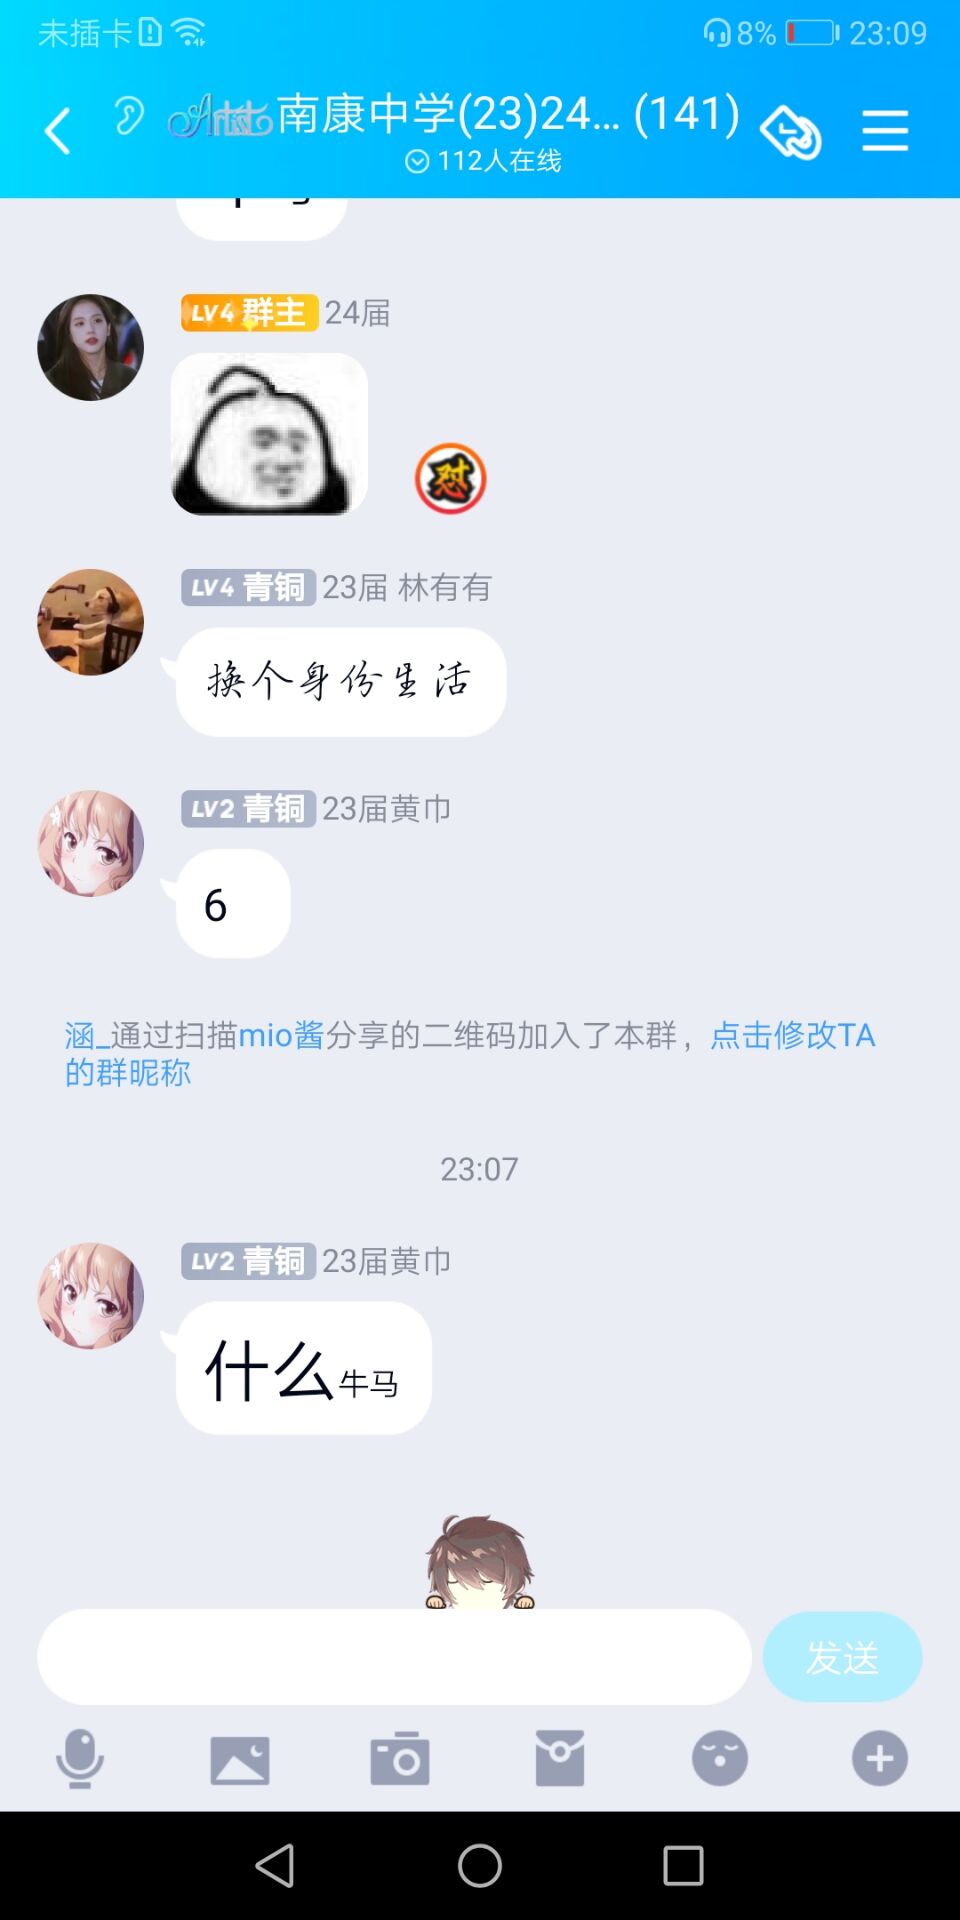 未插卡 8% 23:09
Artist 南康中学(23)24... (141)
112人在线
LV4 群主 24届
怼
LV4 青铜 23届 林有有
换个身份生活
LV2 青铜 23届黄巾
6
涵_通过扫描mio酱分享的二维码加入了本群，点击修改TA
的群昵称
23:07
LV2 青铜 23届黄巾
什么牛马
发送